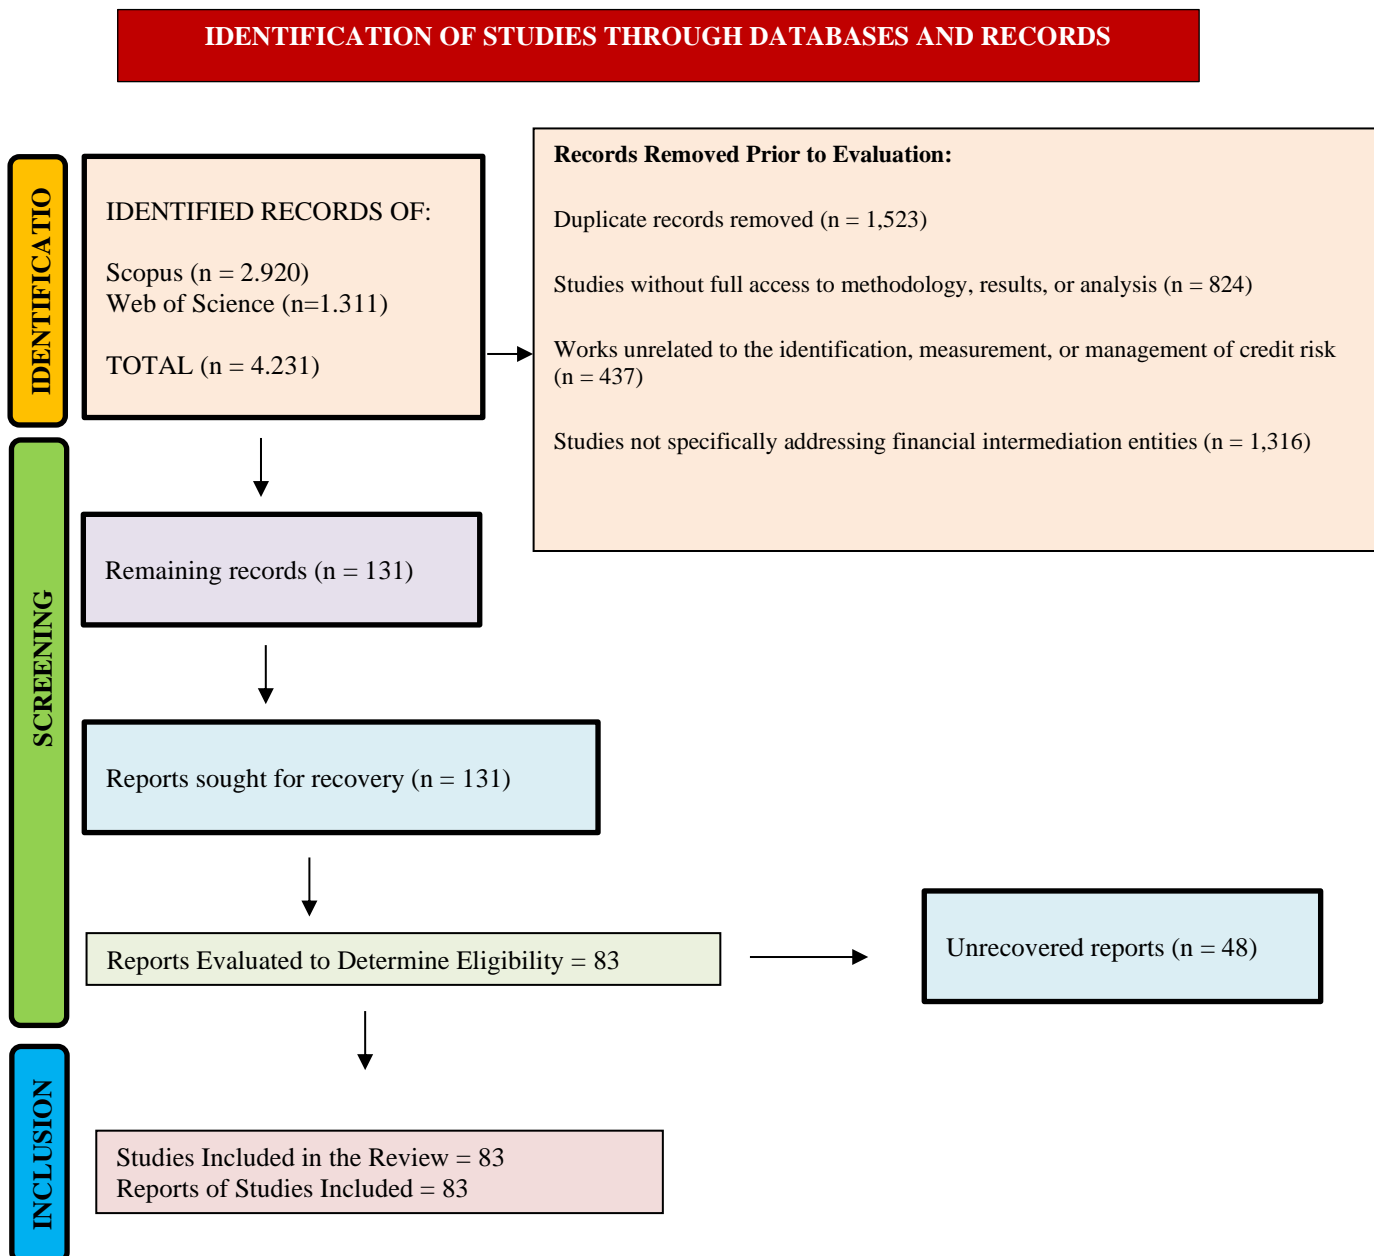 IDENTIFICATION OF STUDIES THROUGH DATABASES AND RECORDS
IDENTIFICATIO
IDENTIFIED RECORDS OF:
Scopus (n = 2.920)
Web of Science (n=1.311)
TOTAL (n = 4.231)
Records Removed Prior to Evaluation:
Duplicate records removed (n = 1,523)
Studies without full access to methodology, results, or analysis (n = 824)
Works unrelated to the identification, measurement, or management of credit risk
(n = 437)
Studies not specifically addressing financial intermediation entities (n = 1,316)
SCREENING
Remaining records (n = 131)
Reports sought for recovery (n = 131)
Reports Evaluated to Determine Eligibility = 83
Unrecovered reports (n = 48)
INCLUSION
Studies Included in the Review = 83
Reports of Studies Included = 83